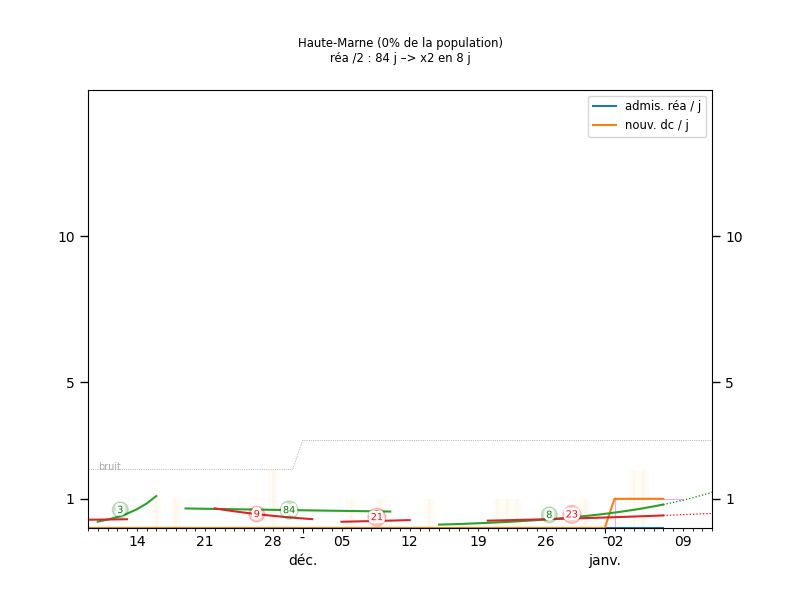 Haute-Marne (0% de la population)
réa /2 : 84 j –> x2 en 8 j
admis. réa / j
nouv. dc / j
10 10
5 5
bruit
1 1
3 9 84 21 8 23
14 21 28 05 12 19 26 02 09
déc. janv.